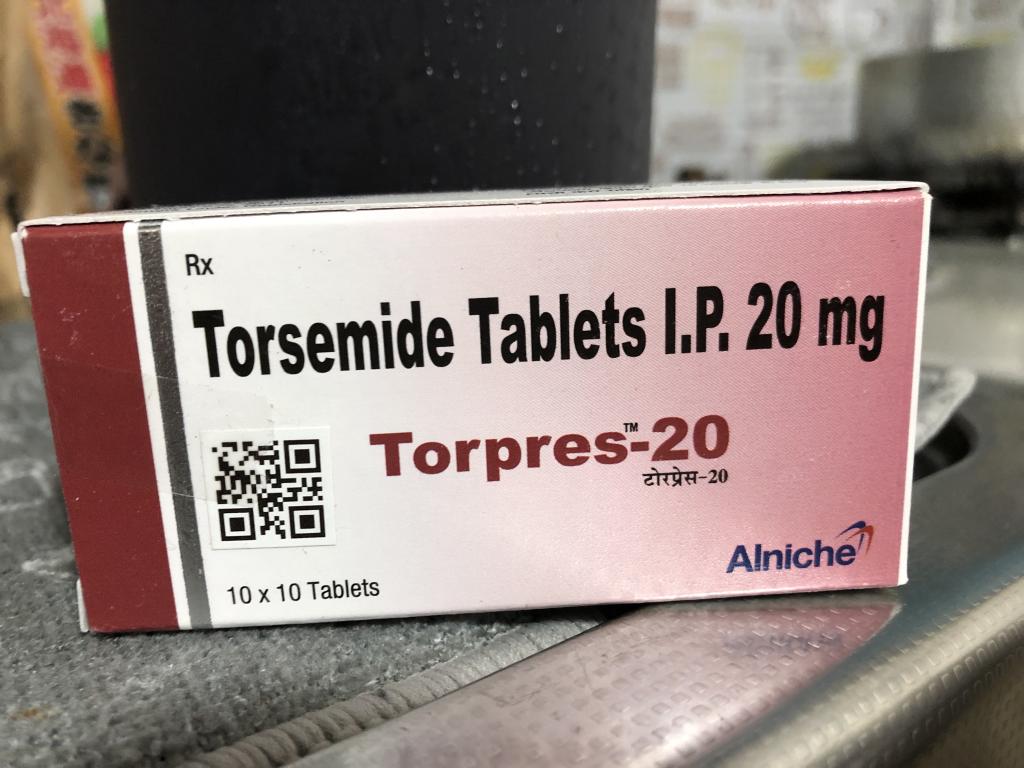 Rx
Torsemide Tablets I.P. 20 mg
Torpres™-20
टोरप्रेस-20
Alniche
10 x 10 Tablets